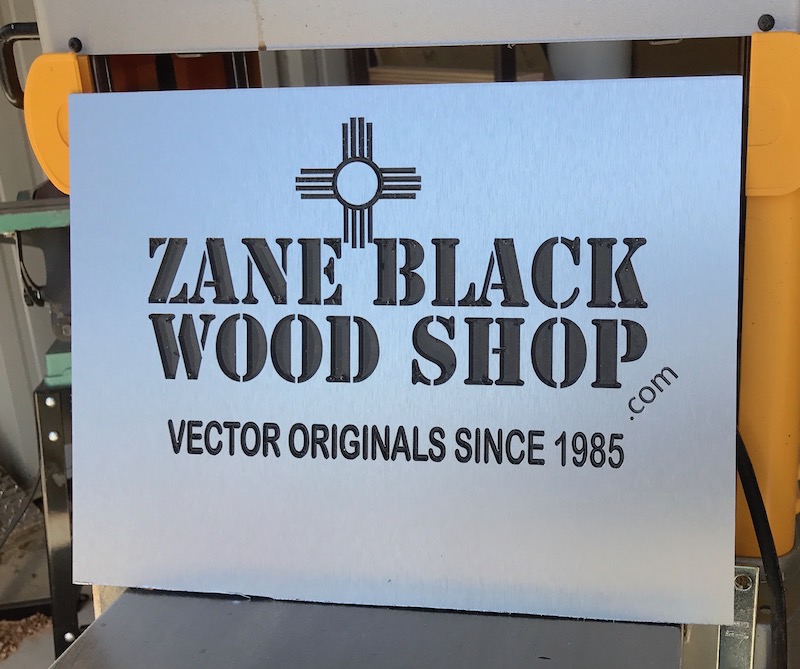 ZANE BLACK
WOOD SHOP
.com
VECTOR ORIGINALS SINCE 1985